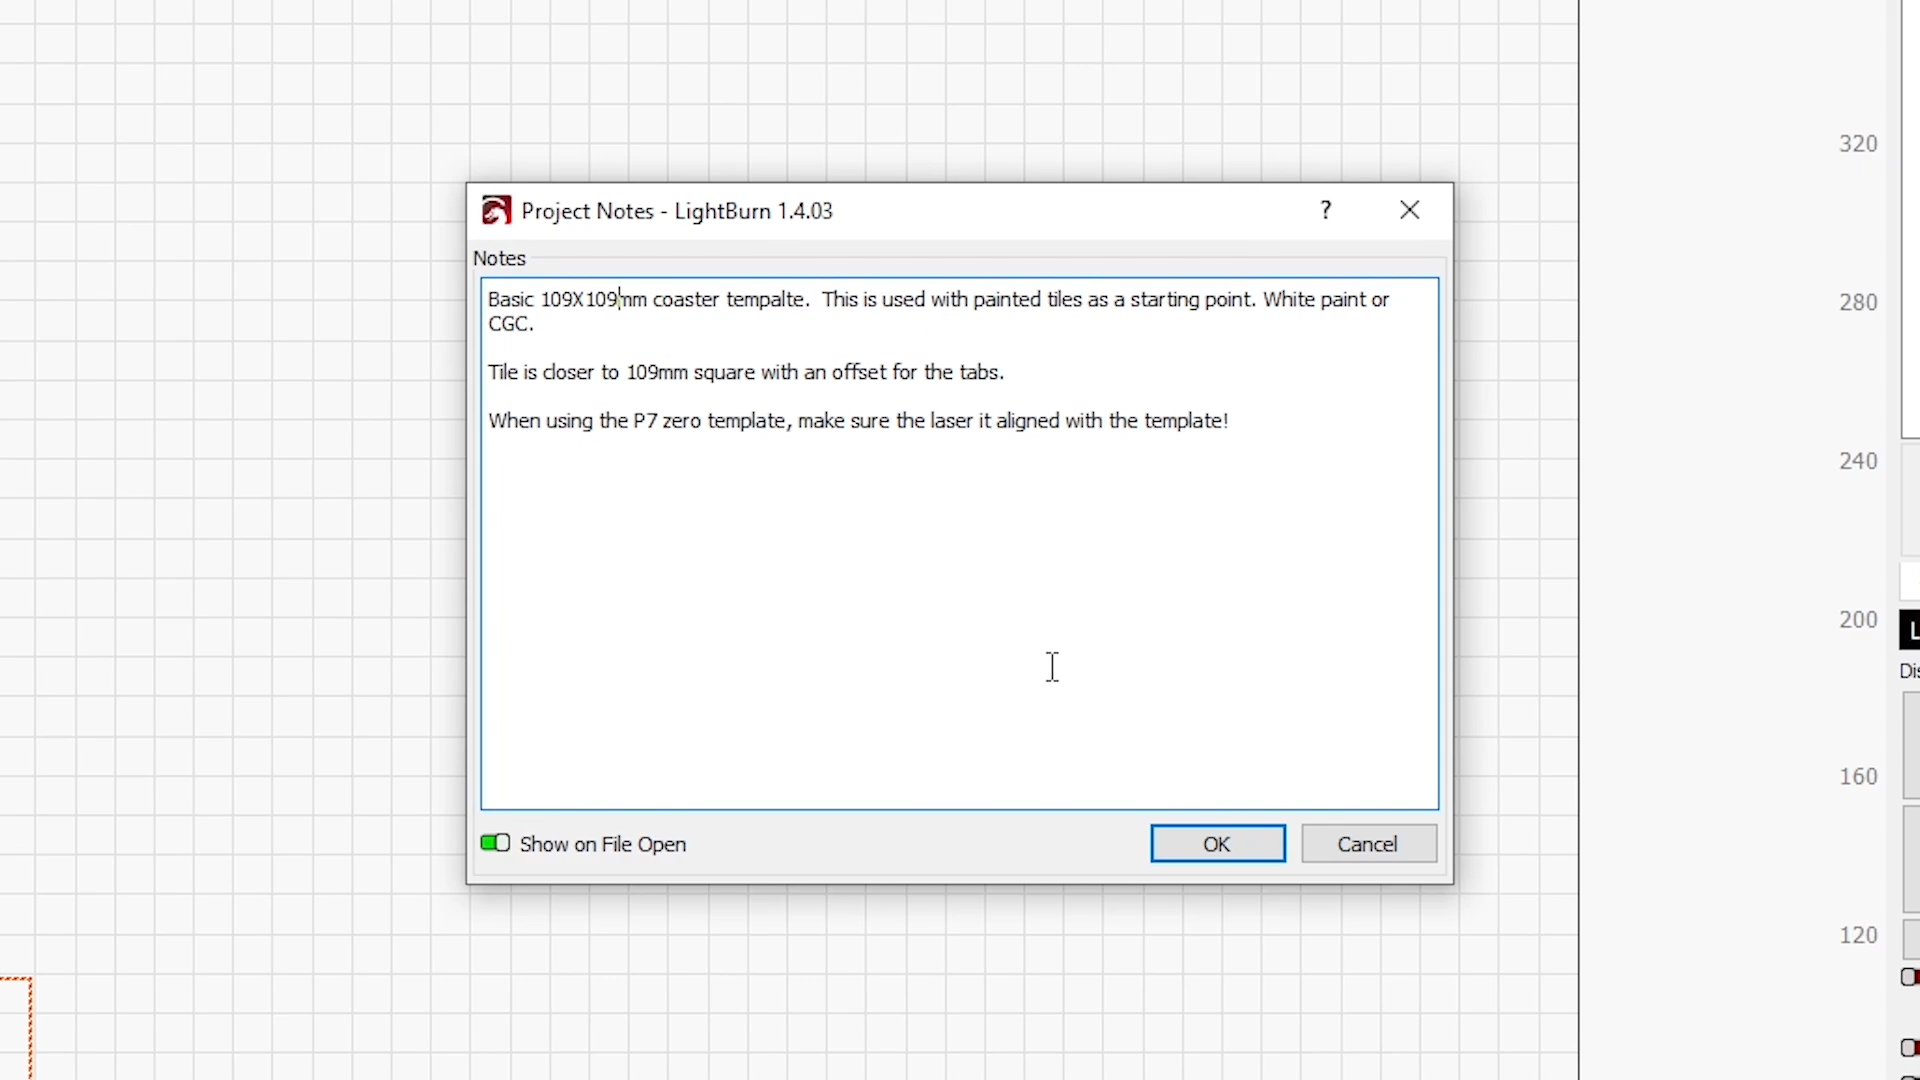 Project Notes - LightBurn 1.4.03
?
Notes
Basic 109X109mm coaster tempalte.  This is used with painted tiles as a starting point. White paint or
CGC.
Tile is closer to 109mm square with an offset for the tabs.
When using the P7 zero template, make sure the laser it aligned with the template!
Show on File Open
OK
Cancel
320
280
240
200
160
120
L
Dis